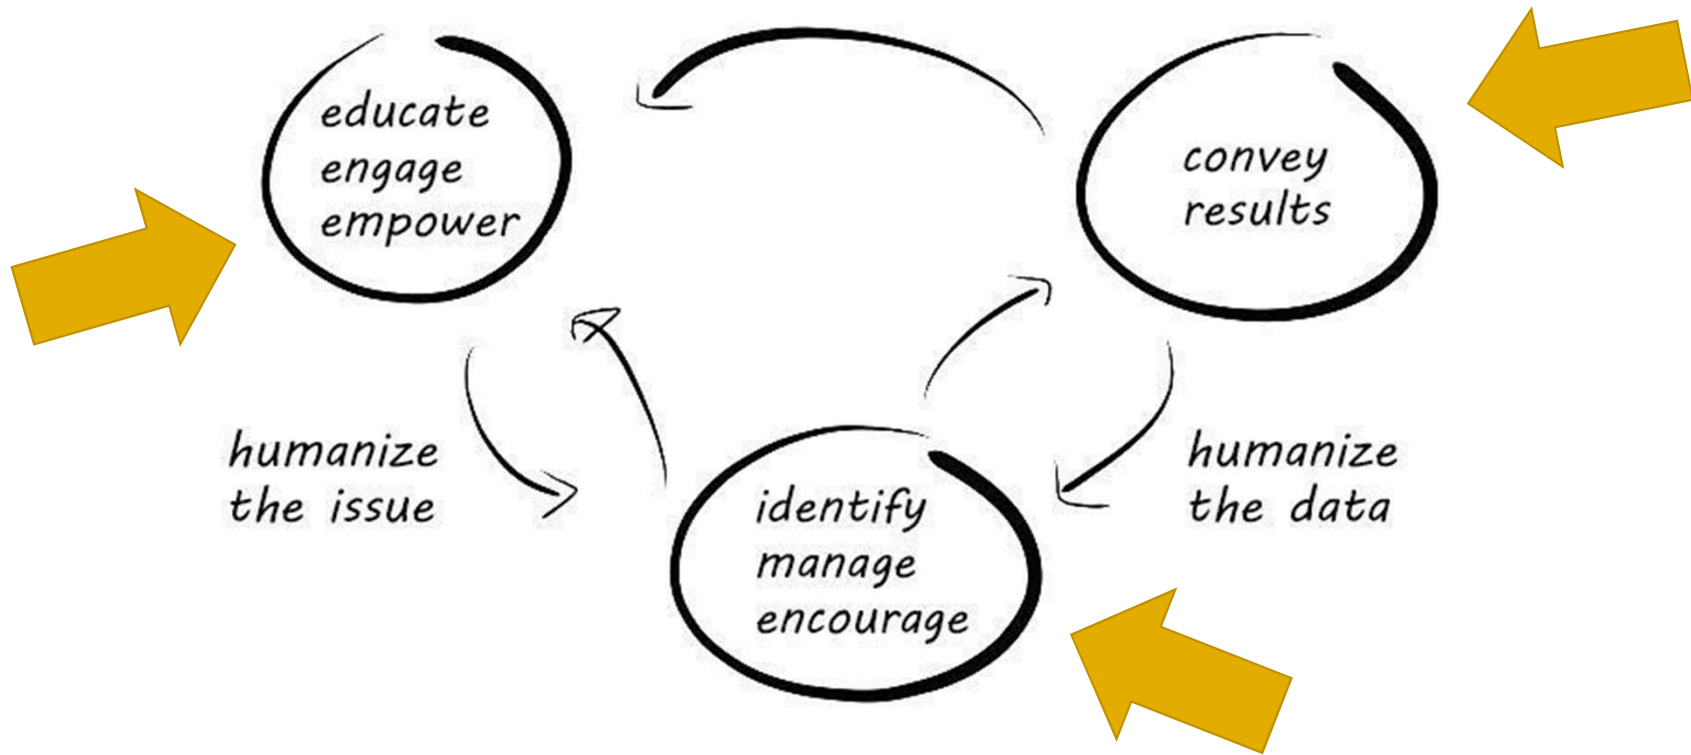 educate
engage
empower
convey
results
humanize
the issue
identify
manage
encourage
humanize
the data